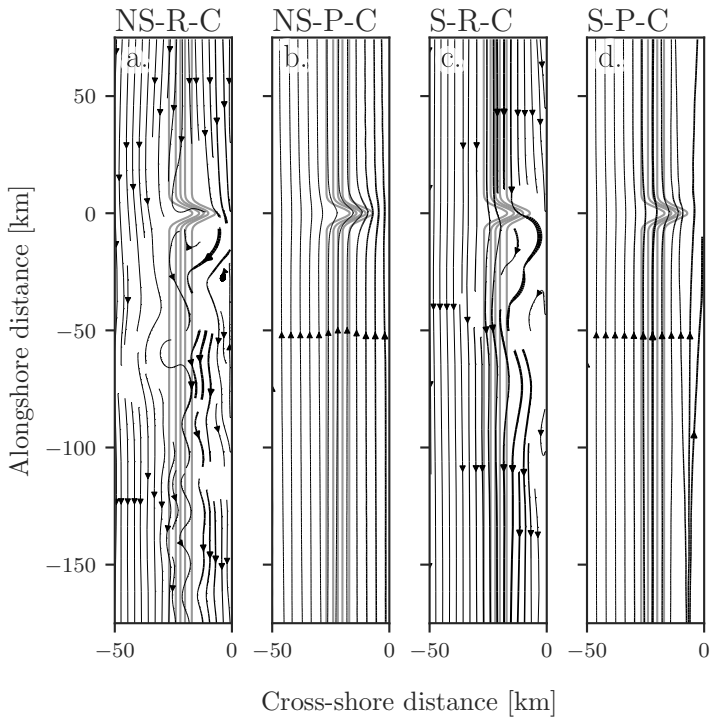 NS-R-C NS-P-C S-R-C S-P-C
a. b. c. d.
50
0
−50
−100
−150
Alongshore distance [km]
−50 0 −50 0 −50 0 −50 0
Cross-shore distance [km]